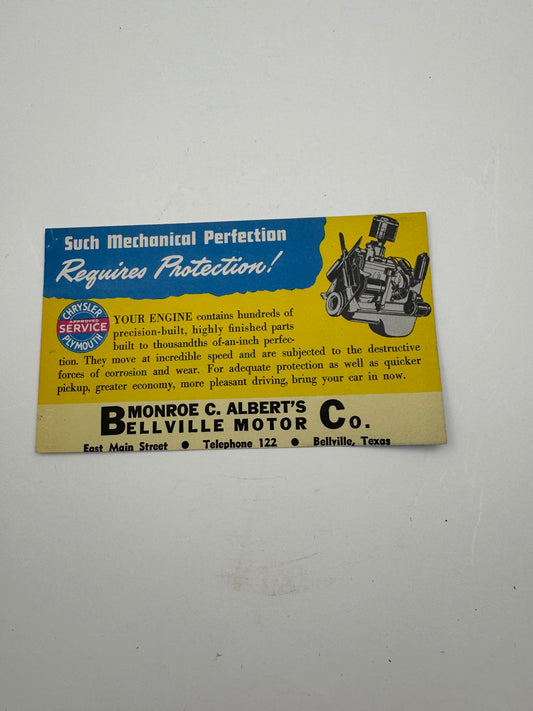 Such Mechanical Perfection
Requires Protection!
CHRYSLER
APPROVED
SERVICE
PLYMOUTH
YOUR ENGINE contains hundreds of
precision-built, highly finished parts
built to thousandths of-an-inch perfec-
tion. They move at incredible speed and are subjected to the destructive
forces of corrosion and wear. For adequate protection as well as quicker
pickup, greater economy, more pleasant driving, bring your car in now.
MONROE C. ALBERT'S
BELLVILLE MOTOR CO.
East Main Street ● Telephone 122 ● Bellville, Texas